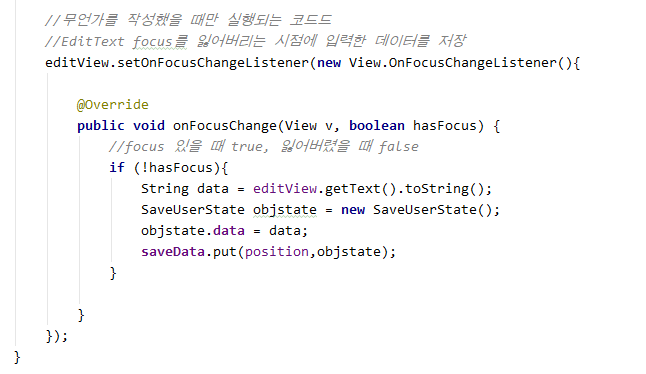 //무언가를 작성했을 때만 실행되는 코드드
//EditText focus를 잃어버리는 시점에 입력한 데이터를 저장
editView.setOnFocusChangeListener(new View.OnFocusChangeListener(){
@Override
public void onFocusChange(View v, boolean hasFocus) {
//focus 있을 때 true, 잃어버렸을 때 false
if (!hasFocus){
String data = editView.getText().toString();
SaveUserState objstate = new SaveUserState();
objstate.data = data;
saveData.put(position,objstate);
}
}
});
}